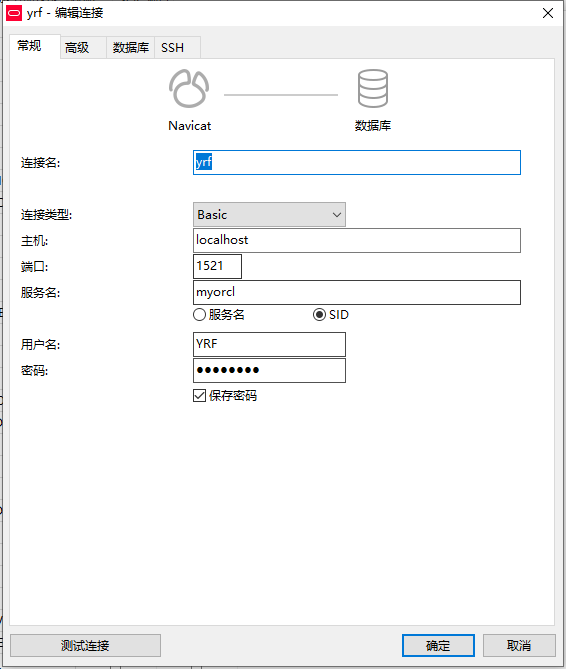 yrf - 编辑连接
常规 高级 数据库 SSH
Navicat 数据库
连接名: yrf
连接类型: Basic
主机: localhost
端口: 1521
服务名: myorcl
服务名 SID
用户名: YRF
密码: ●●●●●●●●
保存密码
测试连接 确定 取消